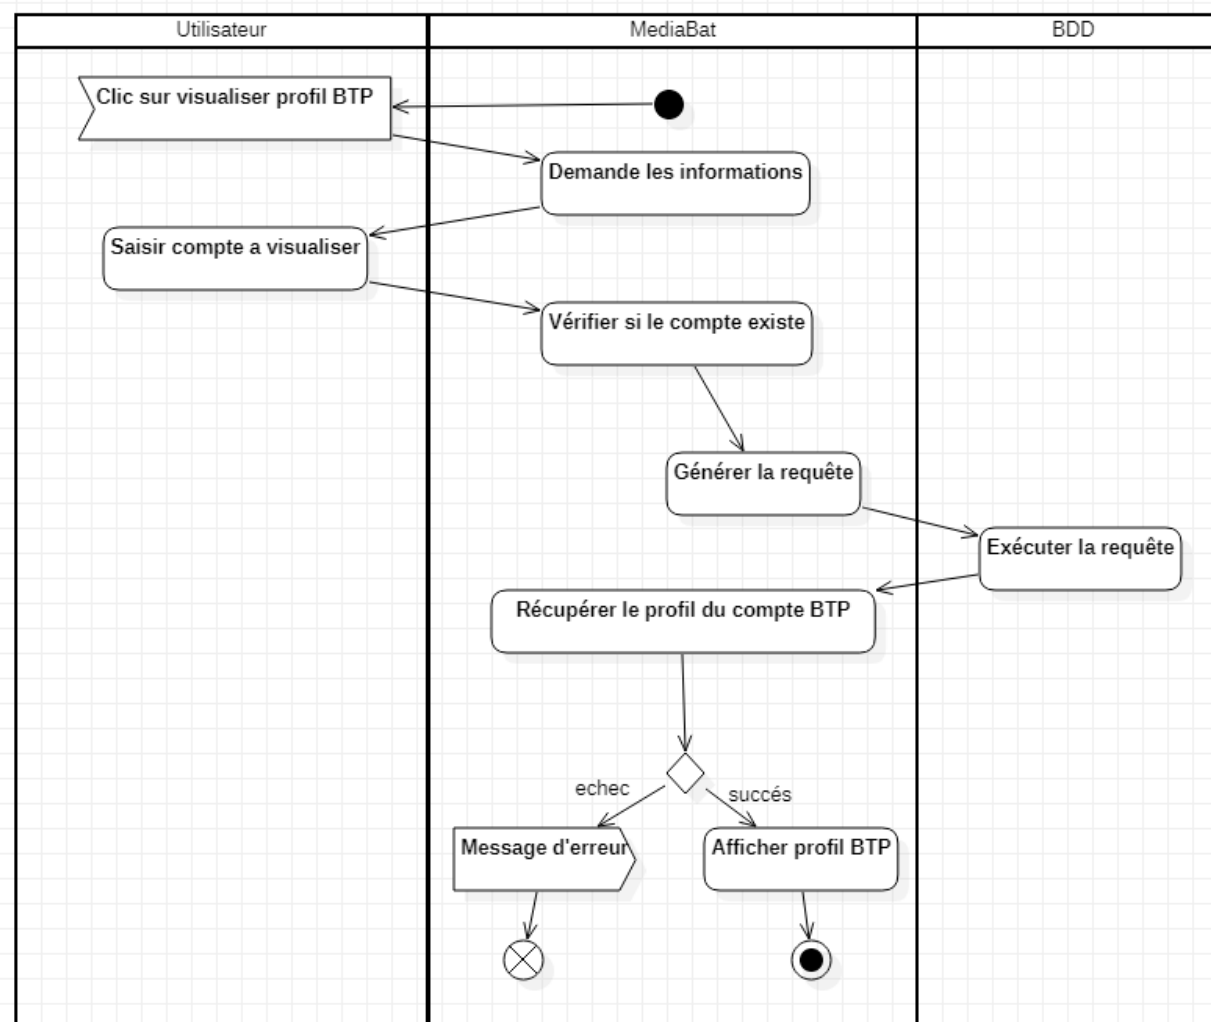 Utilisateur
MediaBat
BDD
Clic sur visualiser profil BTP
Demande les informations
Saisir compte a visualiser
Vérifier si le compte existe
Générer la requête
Exécuter la requête
Récupérer le profil du compte BTP
echec
succés
Message d'erreur
Afficher profil BTP